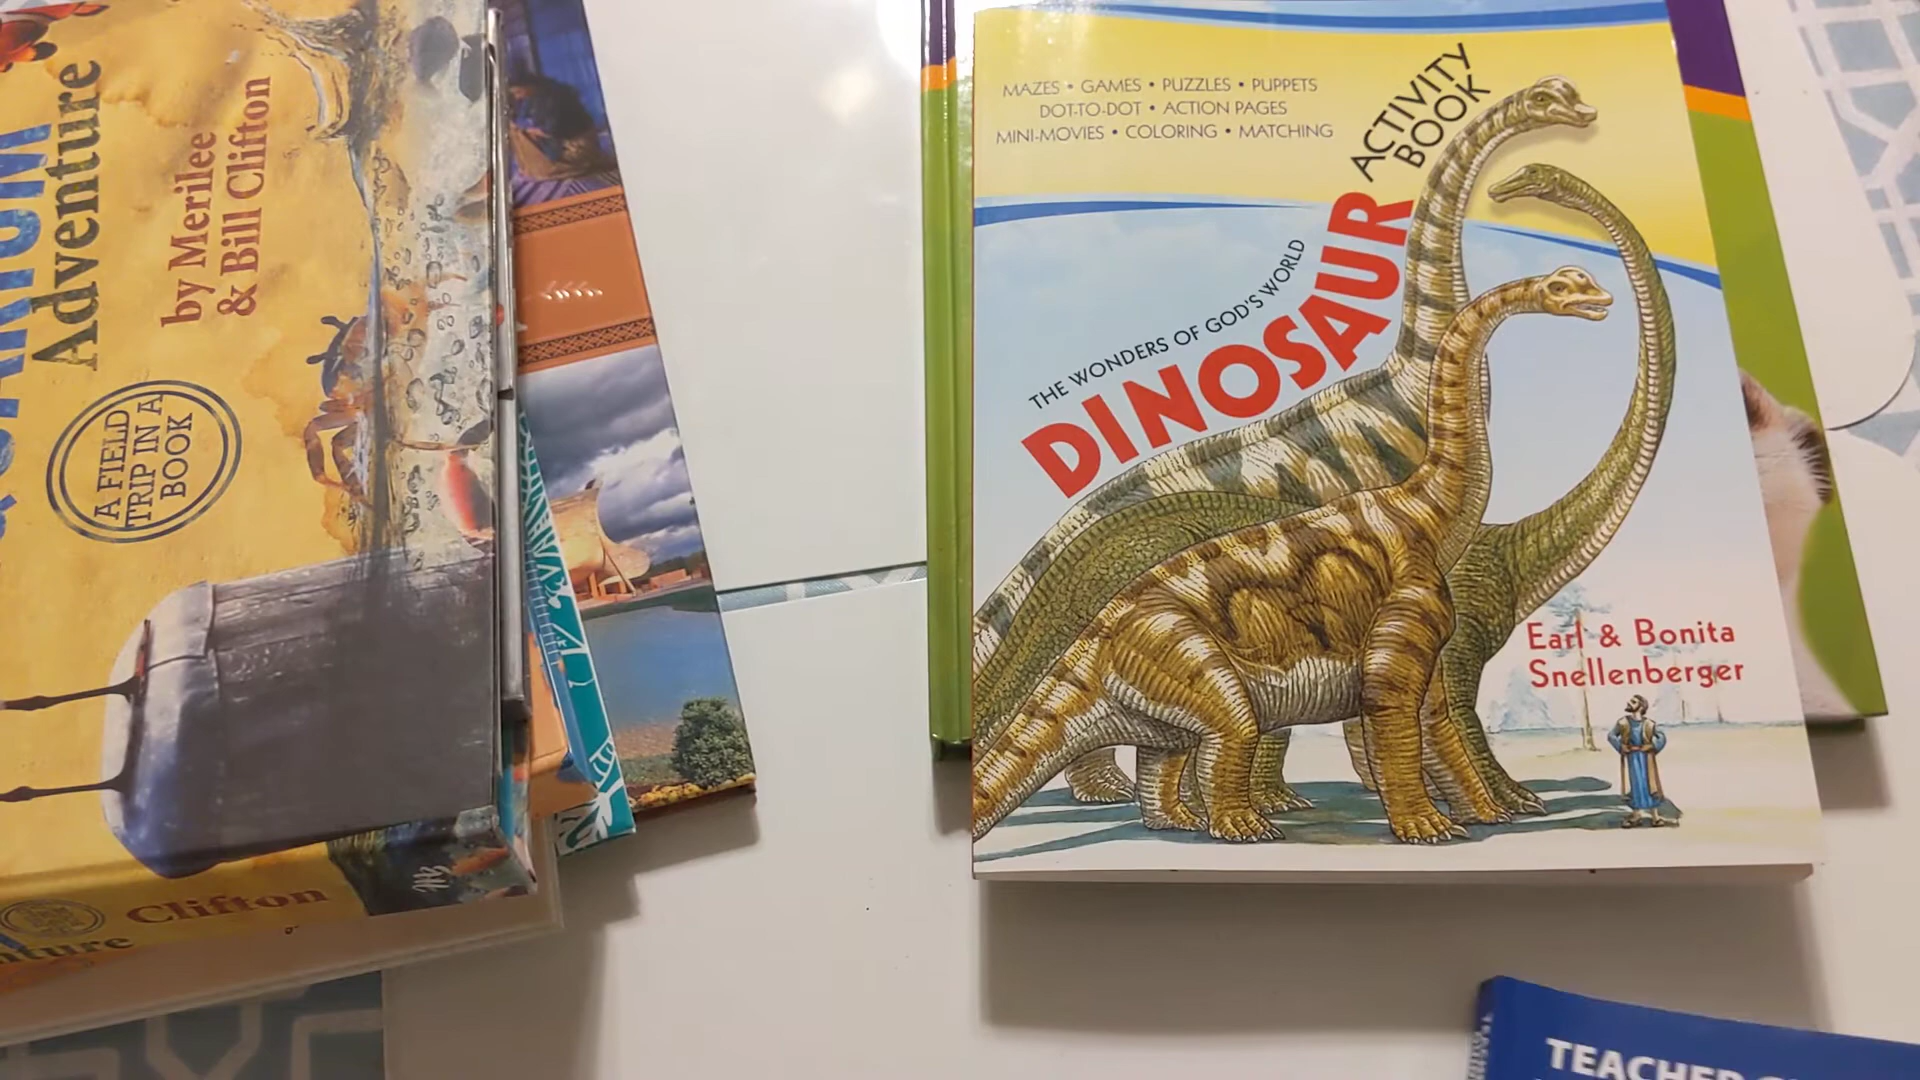 Adventure
by Merilee
& Bill Clifton
A FIELD
TRIP IN A
BOOK
Clifton
MAZES • GAMES • PUZZLES • PUPPETS
DOT-TO-DOT • ACTION PAGES
MINI-MOVIES • COLORING • MATCHING
THE WONDERS OF GOD'S WORLD
DINOSAUR
ACTIVITY
BOOK
Earl & Bonita
Snellenberger
TEACHER